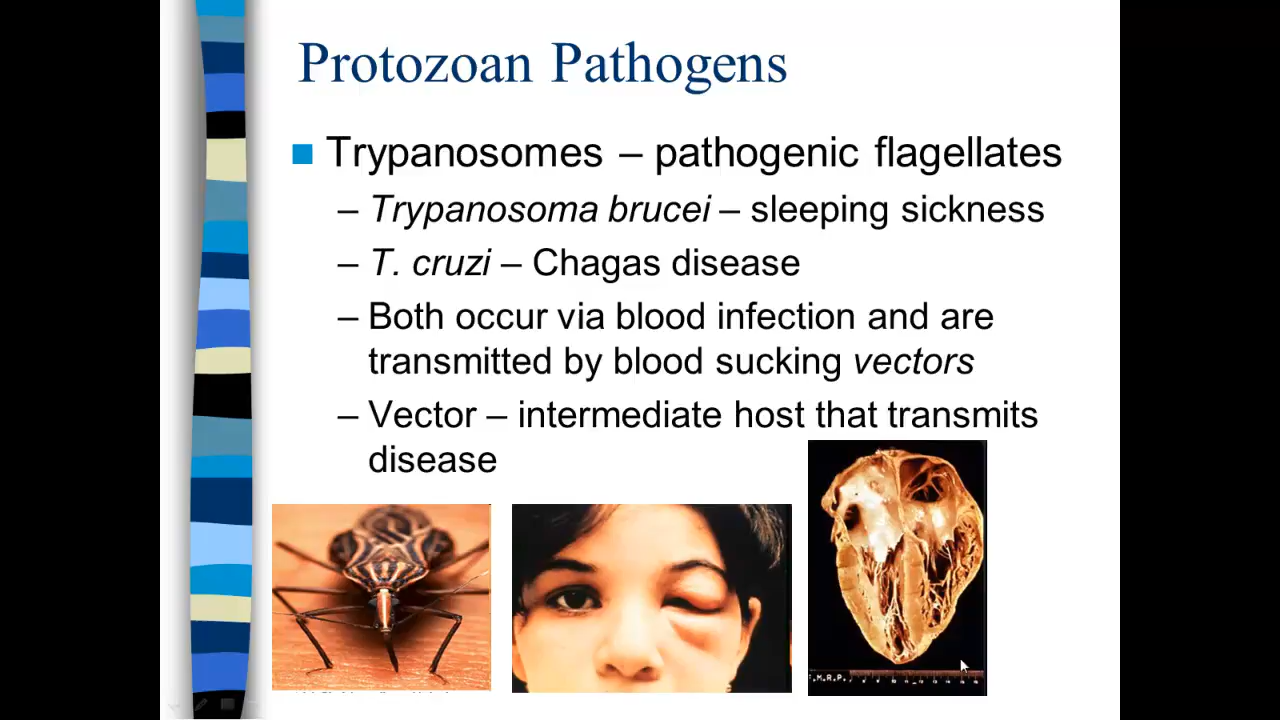 Protozoan Pathogens
Trypanosomes – pathogenic flagellates
– Trypanosoma brucei – sleeping sickness
– T. cruzi – Chagas disease
– Both occur via blood infection and are
transmitted by blood sucking vectors
– Vector – intermediate host that transmits
disease